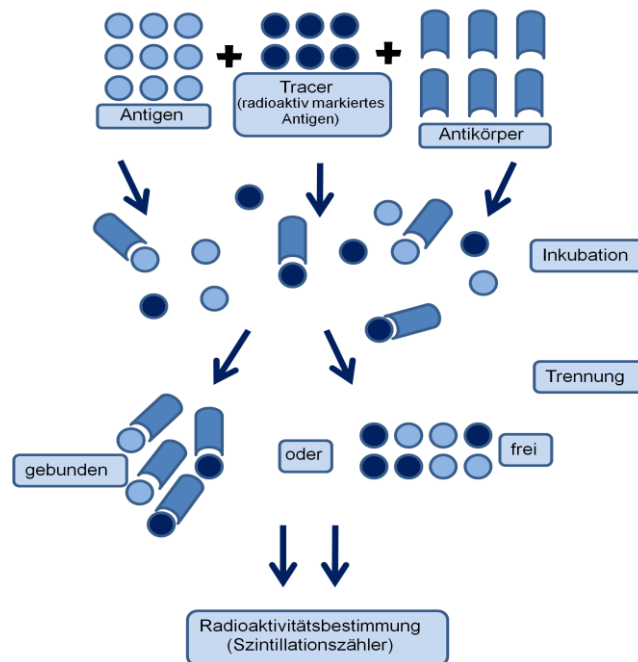 Antigen
Tracer
(radioaktiv markiertes
Antigen)
Antikörper
Inkubation
Trennung
gebunden
oder
frei
Radioaktivitätsbestimmung
(Szintillationszähler)